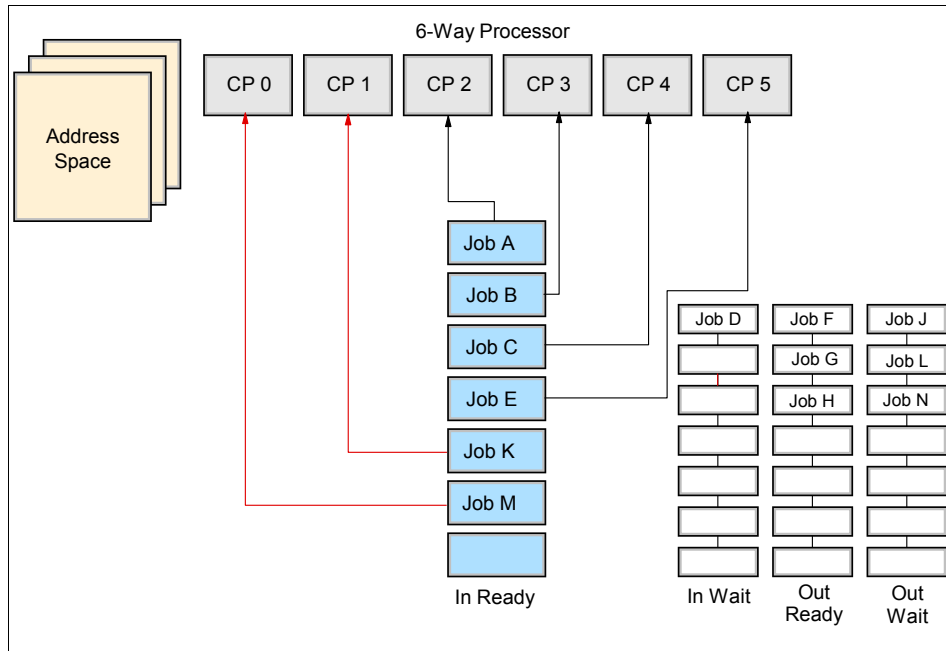 6-Way Processor
CP 0 CP 1 CP 2 CP 3 CP 4 CP 5
Address
Space
Job A
Job B
Job C
Job E
Job K
Job M
In Ready
Job D Job F Job J
Job G Job L
Job H Job N
In Wait Out Out
Ready Wait